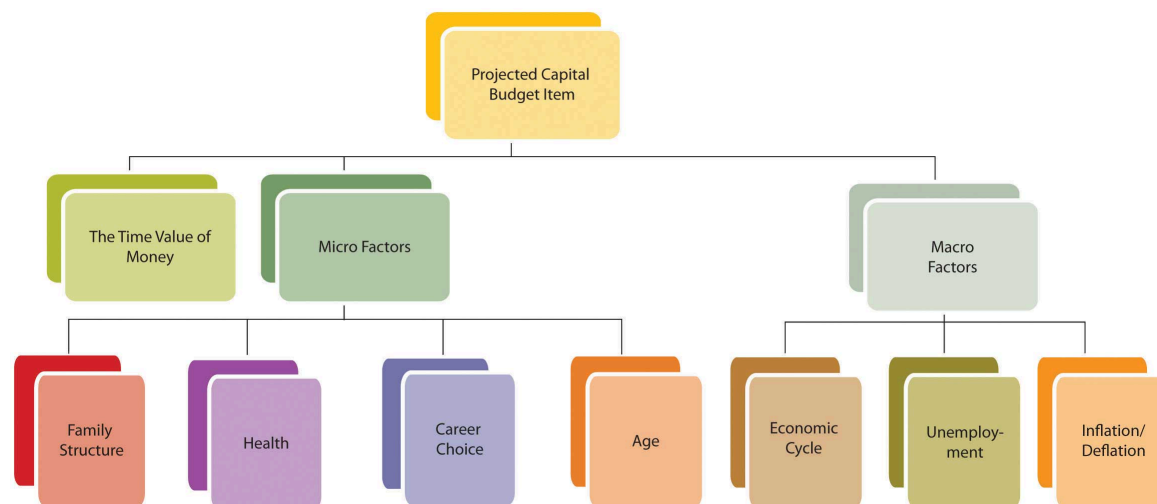 Projected Capital
Budget Item
The Time Value of
Money
Micro Factors
Macro
Factors
Family
Structure
Health
Career
Choice
Age
Economic
Cycle
Unemploy-
ment
Inflation/
Deflation